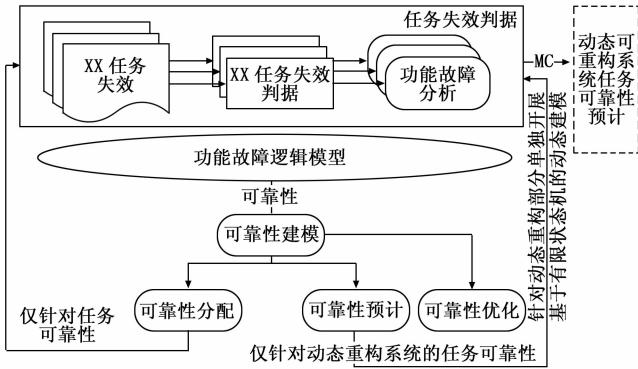 任务失效判据
XX 任务
失效
XX 任务失效
判据
功能故障
分析
MC
动态可
重构系
统任务
可靠性
预计
功能故障逻辑模型
可靠性
可靠性建模
针对动态重构部分单独开展
基于有限状态机的动态建模
可靠性分配
可靠性预计
可靠性优化
仅针对任务
可靠性
仅针对动态重构系统的任务可靠性